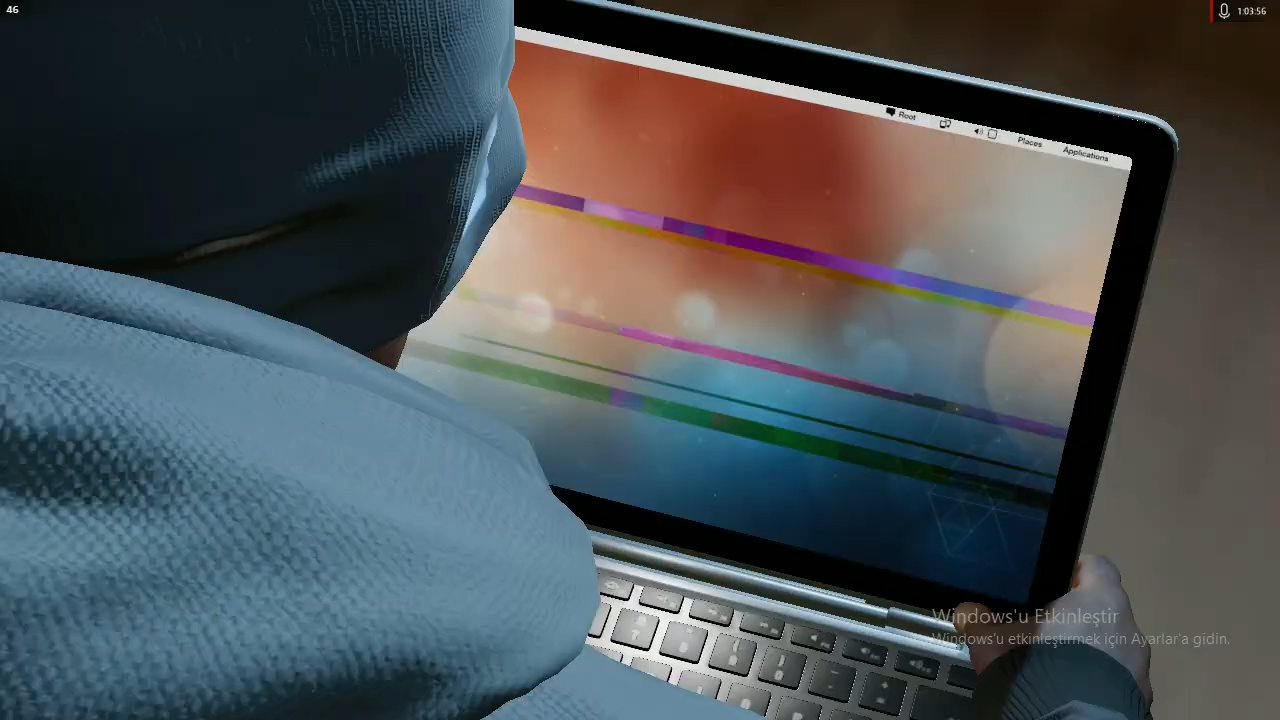 46
1:03:56
Root
Places
Applications
Windows'u Etkinleştir
Windows'u etkinleştirmek için Ayarlar'a gidin.